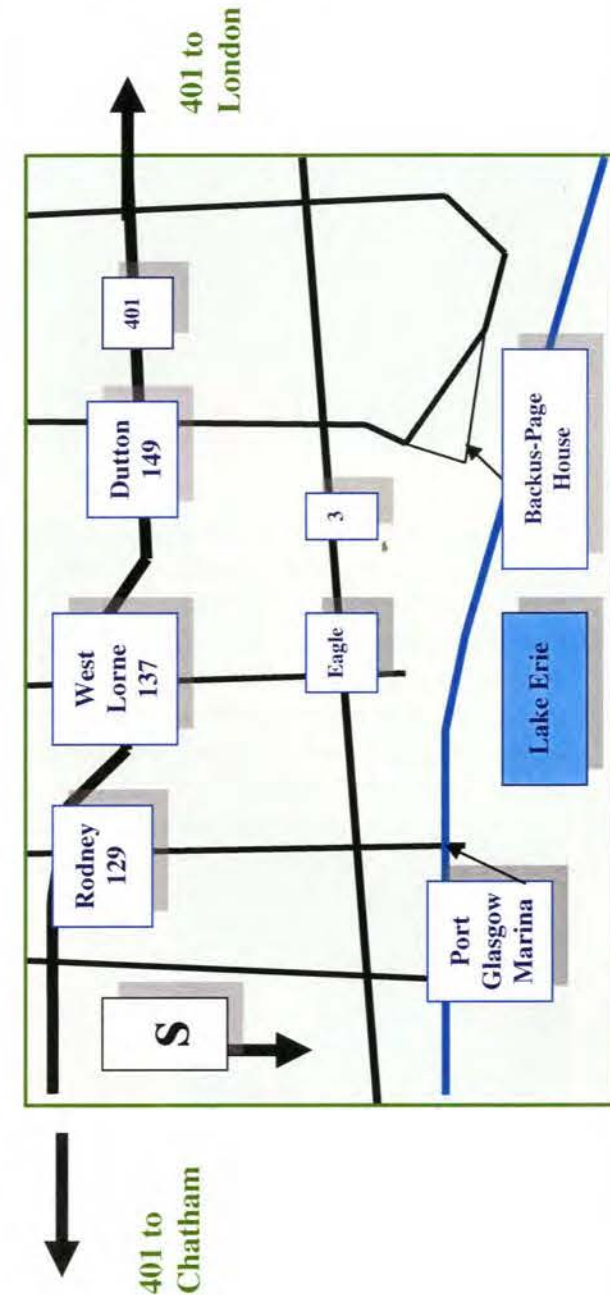 401 to
London
401
Dutton
149
West
Lorne
137
Rodney
129
S
3
Eagle
Backus-Page
House
Lake Erie
Port
Glasgow
Marina
401 to
Chatham